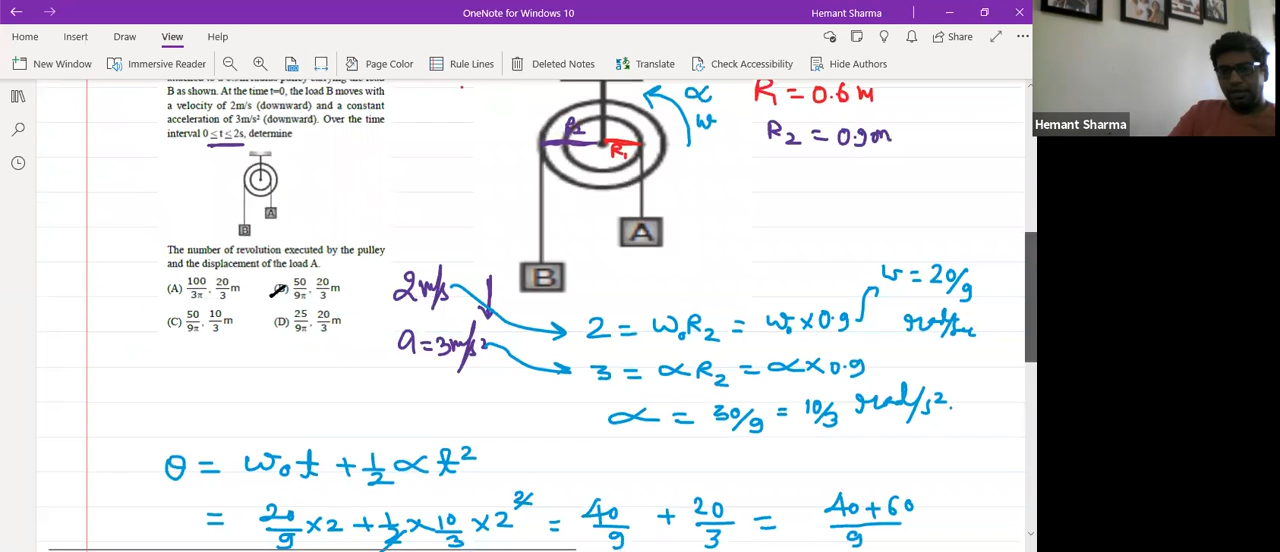 OneNote for Windows 10
Hemant Sharma
Home Insert Draw View Help
Share
New Window Immersive Reader Page Color Rule Lines Deleted Notes Translate Check Accessibility Hide Authors
B as shown. At the time t=0, the load B moves with
a velocity of 2m/s (downward) and a constant
acceleration of 3m/s² (downward). Over the time
interval 0 ≤ t ≤ 2s, determine
A
B
The number of revolution executed by the pulley
and the displacement of the load A.
(A) 100/3π, 20/3 m
(B) 50/9π, 20/3 m
(C) 50/9π, 10/3 m
(D) 25/9π, 20/3 m
α
ω
R₂
R₁
A
B
R = 0.6m
R₂ = 0.9m
2m/s
a = 3m/s²
2 = ω₀R₂ = ω₀ × 0.9
ω = 20/9
rad/sec
3 = αR₂ = α × 0.9
α = 30/9 = 10/3 rad/s².
θ = ω₀t + 1/2 αt²
= 20/9 × 2 + 1/2 × 10/3 × 2² = 40/9 + 20/3 = 40+60/9
Hemant Sharma